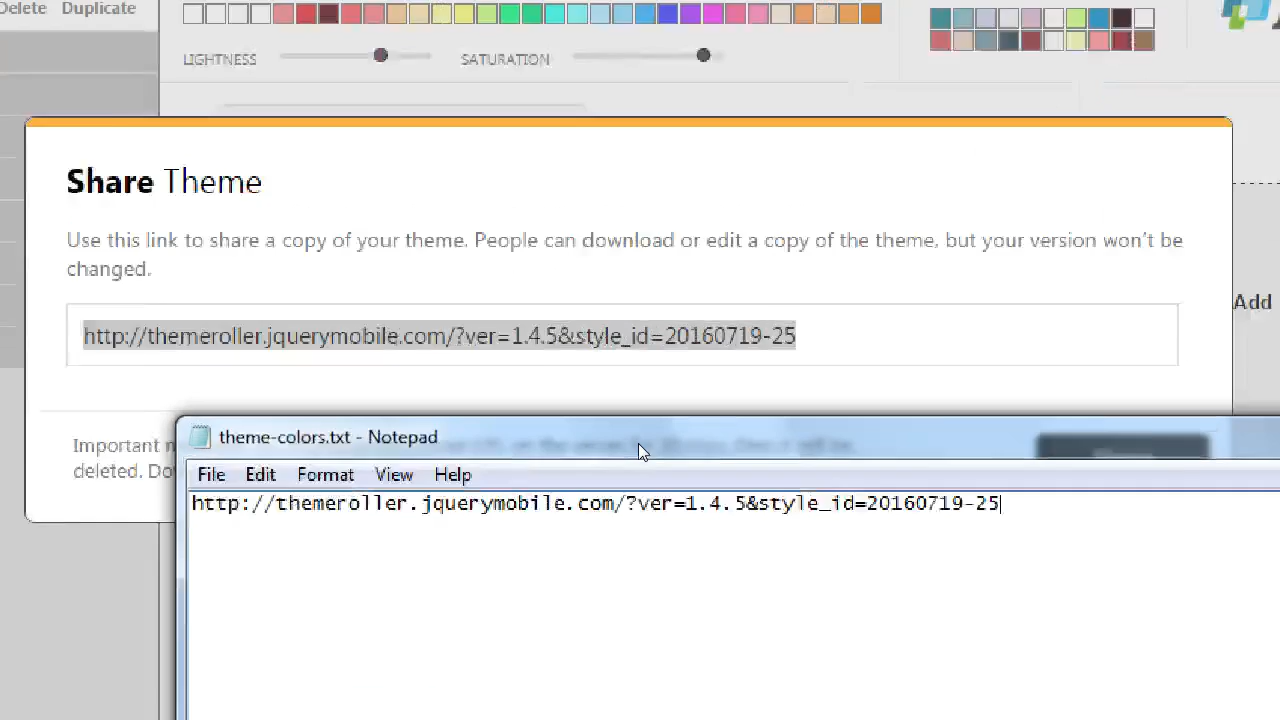 Delete Duplicate
LIGHTNESS SATURATION
Share Theme
Use this link to share a copy of your theme. People can download or edit a copy of the theme, but your version won't be
changed.
Add
http://themeroller.jquerymobile.com/?ver=1.4.5&style_id=20160719-25
theme-colors.txt - Notepad
Important
deleted.
File Edit Format View Help
http://themeroller.jquerymobile.com/?ver=1.4.5&style_id=20160719-25